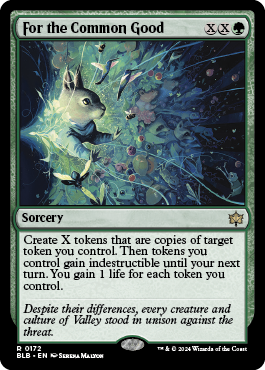 For the Common Good XXG
Sorcery
Create X tokens that are copies of target
token you control. Then tokens you
control gain indestructible until your next
turn. You gain 1 life for each token you
control.
Despite their differences, every creature and
culture of Valley stood in unison against the
threat.
R 0172
BLB • EN Serena Malyon
™ & © 2024 Wizards of the Coast